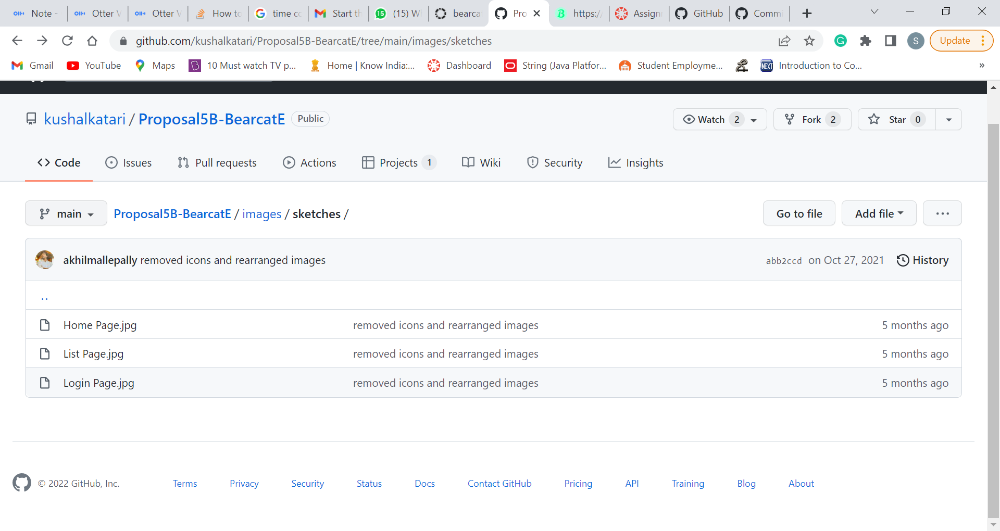 Note - Otter V Otter V How to time co Start th (15) W bearca Pro https:/ Assign GitHub Commi
github.com/kushalkatari/Proposal5B-BearcatE/tree/main/images/sketches S Update
Gmail YouTube Maps 10 Must watch TV p... Home | Know India:... Dashboard String (Java Platfor... Student Employme... NEXT Introduction to Co... »
kushalkatari / Proposal5B-BearcatE Public Watch 2 Fork 2 Star 0
Code Issues Pull requests Actions Projects 1 Wiki Security Insights
main Proposal5B-BearcatE / images / sketches / Go to file Add file ...
akhilmallepally removed icons and rearranged images abb2ccd on Oct 27, 2021 History
..
Home Page.jpg removed icons and rearranged images 5 months ago
List Page.jpg removed icons and rearranged images 5 months ago
Login Page.jpg removed icons and rearranged images 5 months ago
© 2022 GitHub, Inc. Terms Privacy Security Status Docs Contact GitHub Pricing API Training Blog About